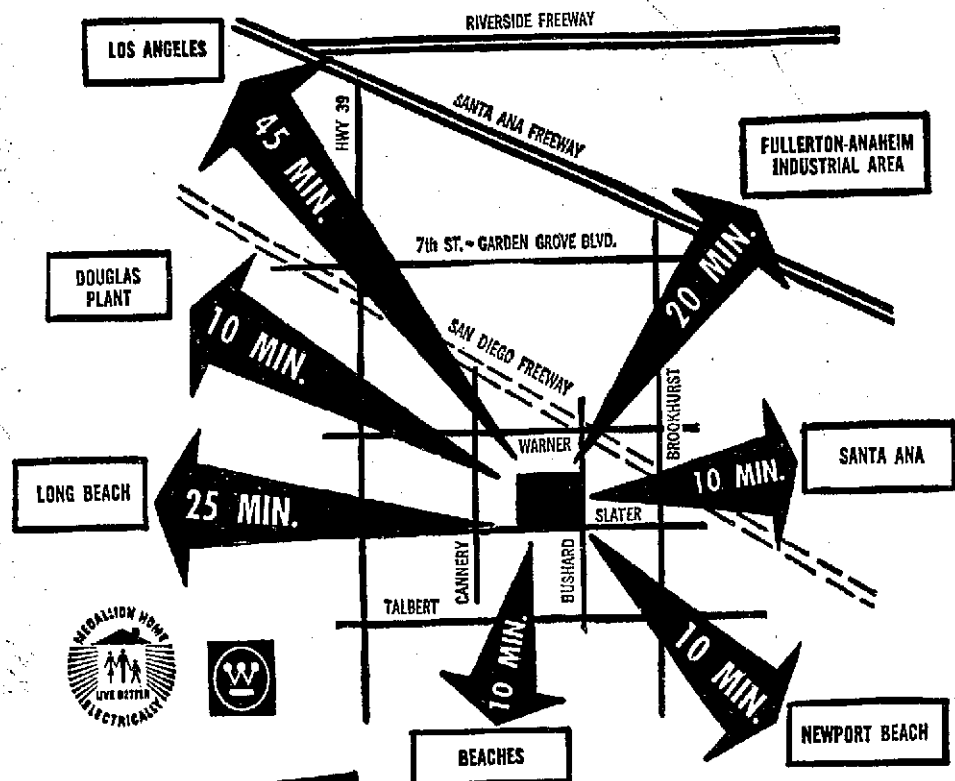 RIVERSIDE FREEWAY
LOS ANGELES
HWY 39
SANTA ANA FREEWAY
45 MIN.
FULLERTON-ANAHEIM
INDUSTRIAL AREA
7th ST.-GARDEN GROVE BLVD.
20 MIN.
DOUGLAS
PLANT
10 MIN.
SAN DIEGO FREEWAY
BROOKHURST
WARNER
SANTA ANA
10 MIN.
LONG BEACH
25 MIN.
SLATER
CANNERY
BUSHARD
TALBERT
MEDALLION HOME
LIVE BETTER
ELECTRICALLY
W
10 MIN.
10 MIN.
NEWPORT BEACH
BEACHES